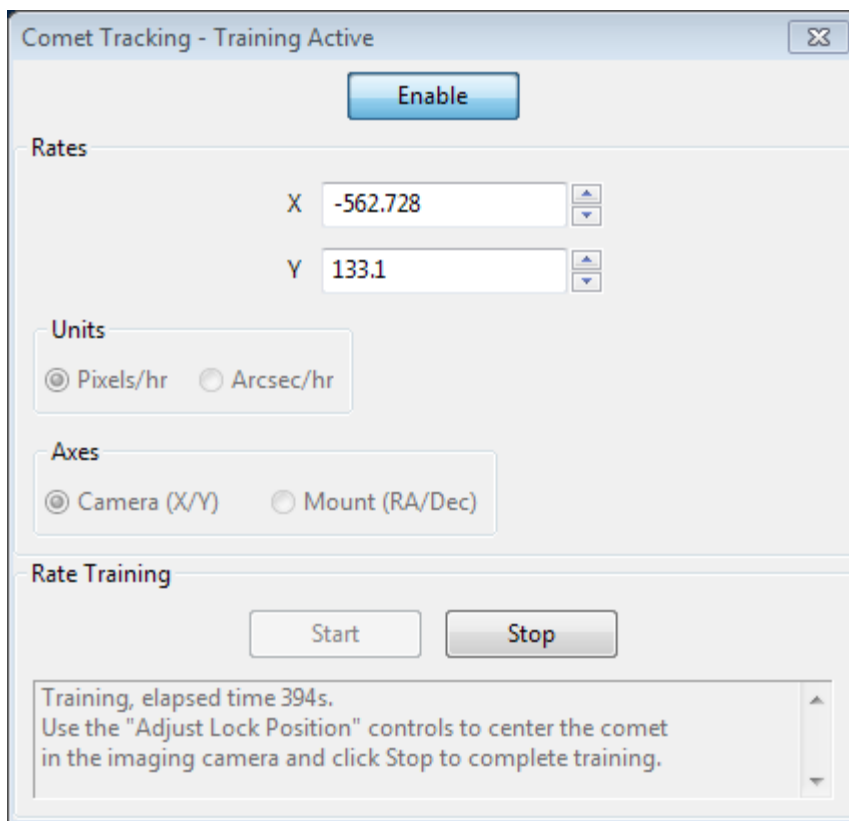 Comet Tracking - Training Active
Enable
Rates
X -562.728
Y 133.1
Units
Pixels/hr Arcsec/hr
Axes
Camera (X/Y) Mount (RA/Dec)
Rate Training
Start Stop
Training, elapsed time 394s.
Use the "Adjust Lock Position" controls to center the comet
in the imaging camera and click Stop to complete training.